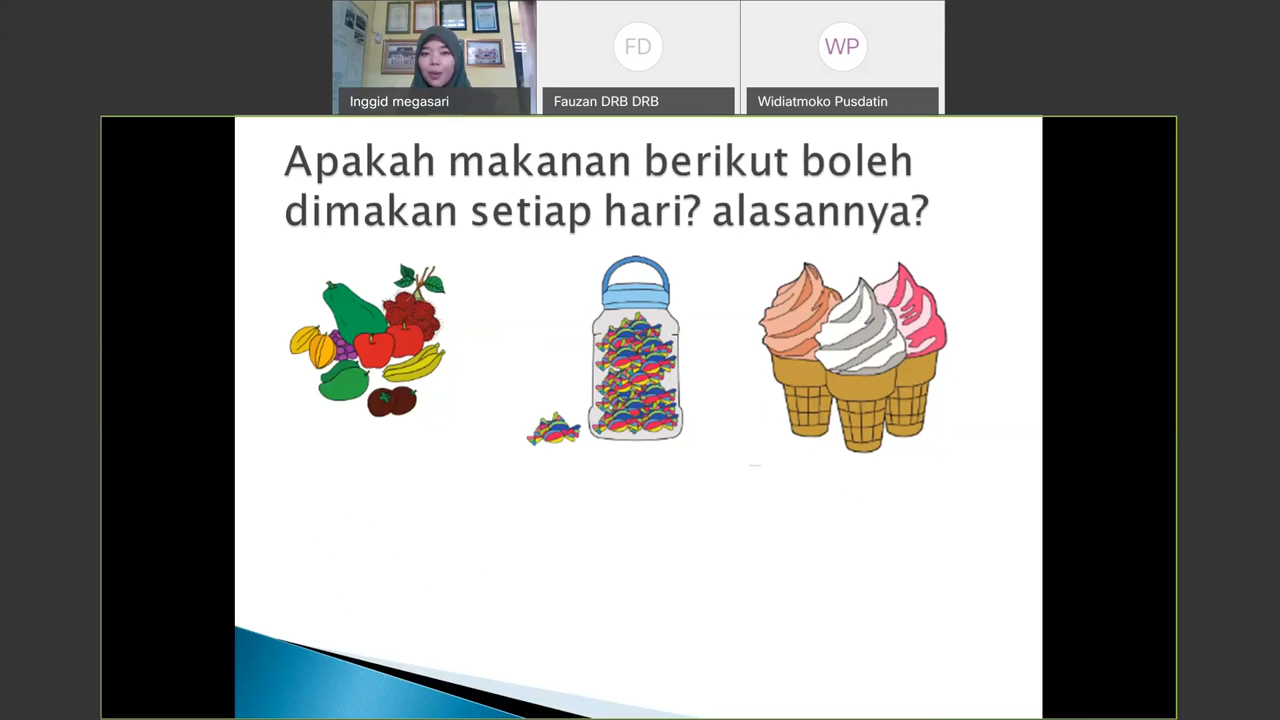 FD
WP
Inggid megasari
Fauzan DRB DRB
Widiatmoko Pusdatin
Apakah makanan berikut boleh
dimakan setiap hari? alasannya?